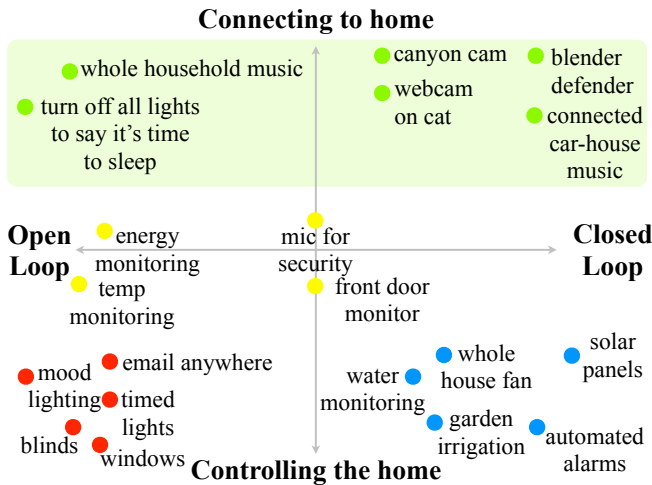 Connecting to home
whole household music
canyon cam
blender
defender
turn off all lights
to say it's time
to sleep
webcam
on cat
connected
car-house
music
Open
Loop
energy
monitoring
mic for
security
Closed
Loop
temp
monitoring
front door
monitor
mood
lighting
email anywhere
timed
lights
blinds
windows
water
monitoring
whole
house fan
solar
panels
garden
irrigation
automated
alarms
Controlling the home